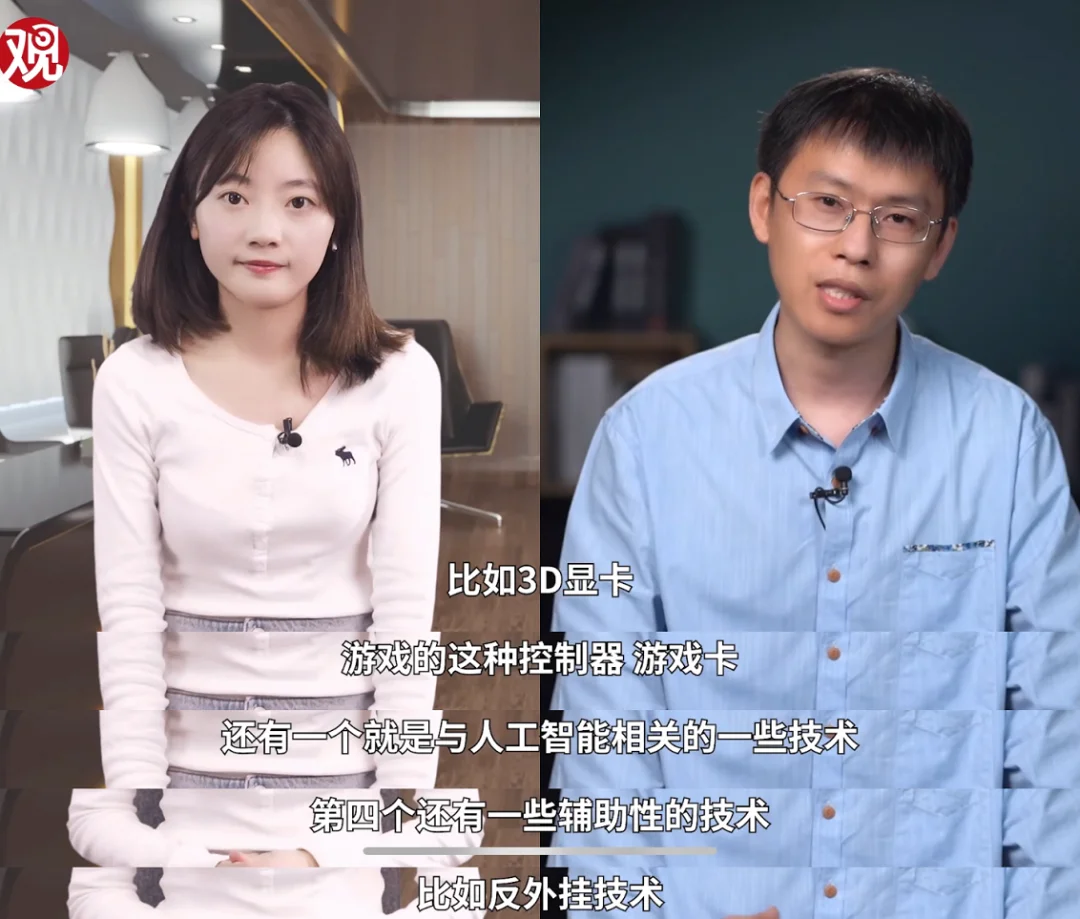 观
比如3D显卡
游戏的这种控制器 游戏卡
还有一个就是与人工智能相关的一些技术
第四个还有一些辅助性的技术
比如反外挂技术